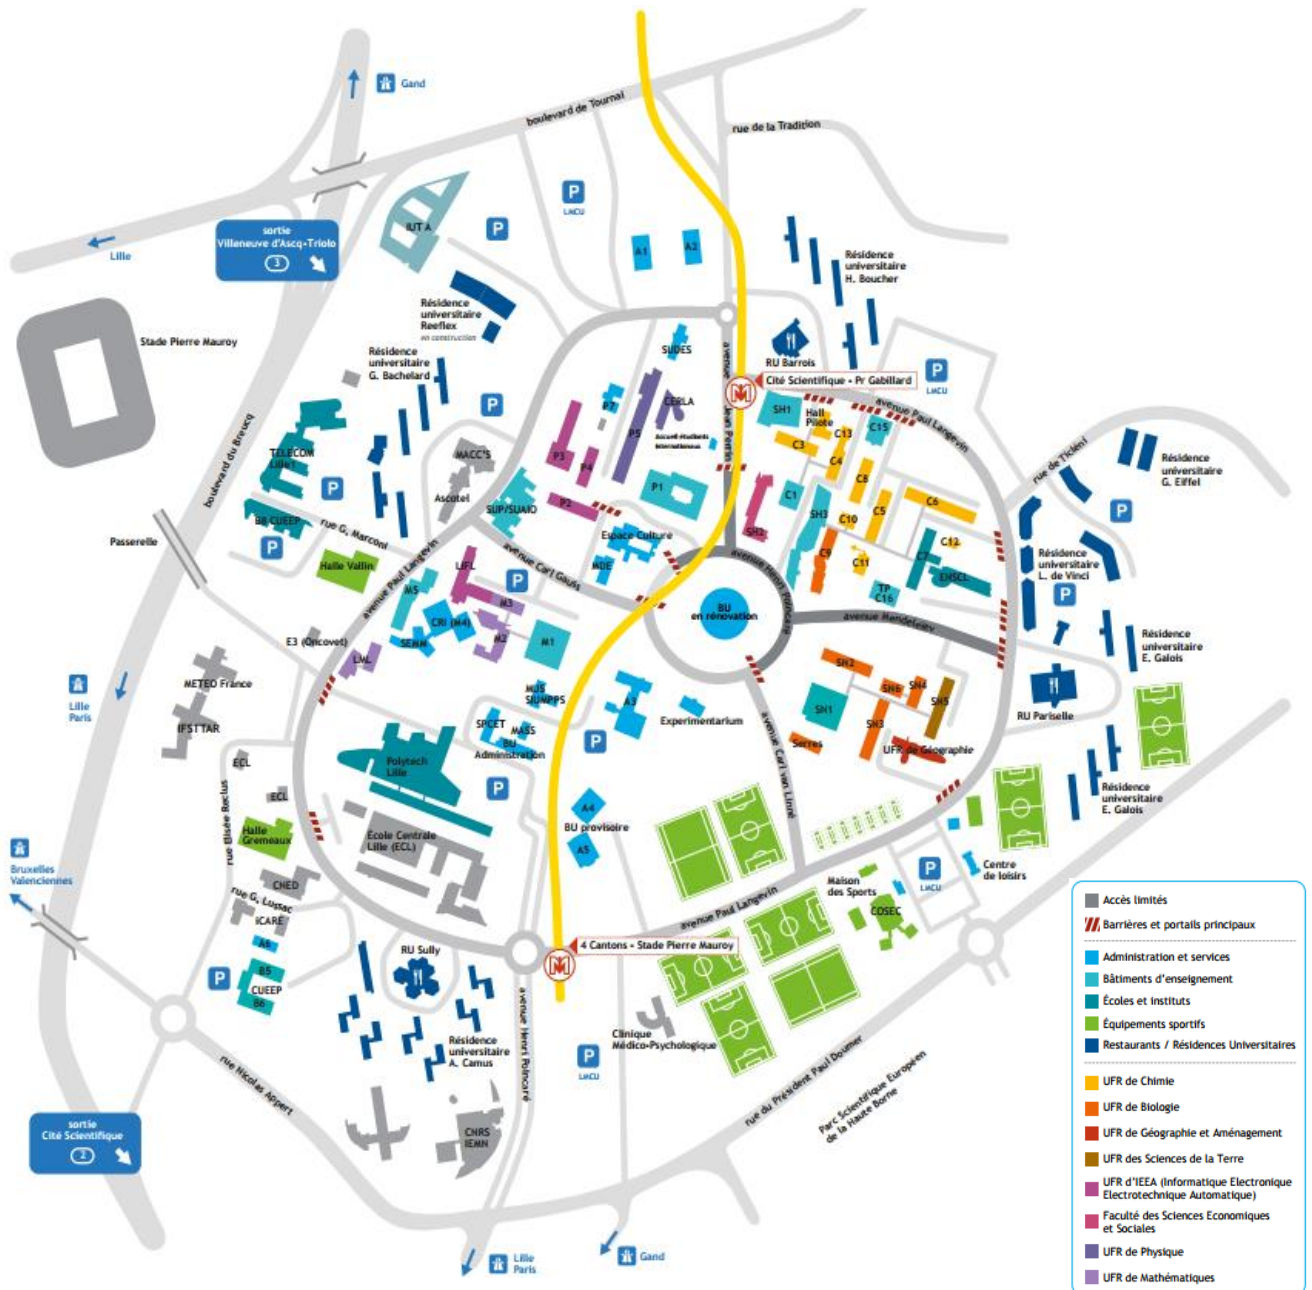 Gand
boulevard de Tournai
rue de la Tradition
P
LMCU
IUT A
P
sortie
Villeneuve d'Ascq-Triolo
3
Lille
A1
A2
Résidence
universitaire
H. Boucher
Résidence
universitaire
Reeflex
en construction
Stade Pierre Mauroy
Résidence
universitaire
G. Bachelard
SUDES
avenue Jean Perrin
RU Barrois
Cité Scientifique - Pr Gabillard
P
LMCU
P
P7
CERLA
P5
SH1
Hall
Pilote
avenue Paul Langevin
C13
C15
C3
C4
rue de Ticléni
Accueil étudiants
internationaux
boulevard du Breucq
TELECOM
Lille1
MACC'S
P3
P4
Résidence
universitaire
G. Eiffel
P
Ascotel
SUP/SUAIO
P1
C1
C8
C6
P2
SH2
SH3
C10
C5
P
B8 CUEEP
rue G. Marconi
P
Passerelle
Espace Culture
C9
C12
C7
C11
ENSCL
Résidence
universitaire
L. de Vinci
P
Halle Vallin
avenue Paul Langevin
avenue Carl Gauss
MDE
avenue Henri Poincaré
LIFL
P
M5
M3
TP
C16
BU
en rénovation
avenue Mendeleiev
CRI (M4)
M2
M1
E3 (Oncovet)
SEMM
LML
Résidence
universitaire
E. Galois
SN2
METEO France
MJS
SIUMPPS
A3
SN6
SN4
SN5
Lille
Paris
IFSTTAR
SPCET
MASS
BU
Administration
P
Experimentarium
avenue Carl van Linné
SN1
SN3
Serres
UFR de Géographie
RU Pariselle
Polytech
Lille
ECL
P
Résidence
universitaire
E. Galois
ECL
rue Elisée Reclus
Halle
Gremeaux
École Centrale
Lille (ECL)
A4
BU provisoire
A5
Bruxelles
Valenciennes
CNED
rue G. Lussac
P
LMCU
Centre
de loisirs
Maison
des Sports
COSEC
iCARE
avenue Paul Langevin
A6
RU Sully
4 Cantons - Stade Pierre Mauroy
B5
CUEEP
B6
P
avenue Henri Poincaré
Résidence
universitaire
A. Camus
Clinique
Médico-Psychologique
P
LMCU
rue Nicolas Appert
rue du Président Paul Doumer
Parc Scientifique Européen
de la Haute Borne
sortie
Cité Scientifique
2
CNRS
IEMN
Lille
Paris
Gand
Accès limités
Barrières et portails principaux
Administration et services
Bâtiments d'enseignement
Écoles et instituts
Équipements sportifs
Restaurants / Résidences Universitaires
UFR de Chimie
UFR de Biologie
UFR de Géographie et Aménagement
UFR des Sciences de la Terre
UFR d'IEEA (Informatique Electronique
Electrotechnique Automatique)
Faculté des Sciences Economiques
et Sociales
UFR de Physique
UFR de Mathématiques